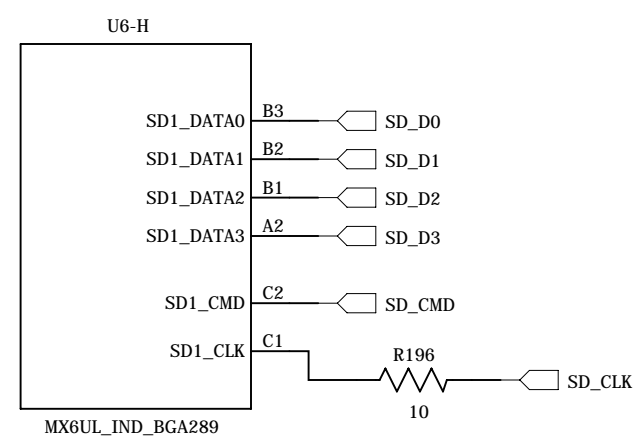 U6-H
SD1_DATA0 B3 SD_D0
SD1_DATA1 B2 SD_D1
SD1_DATA2 B1 SD_D2
SD1_DATA3 A2 SD_D3
SD1_CMD C2 SD_CMD
SD1_CLK C1
R196
SD_CLK
10
MX6UL_IND_BGA289